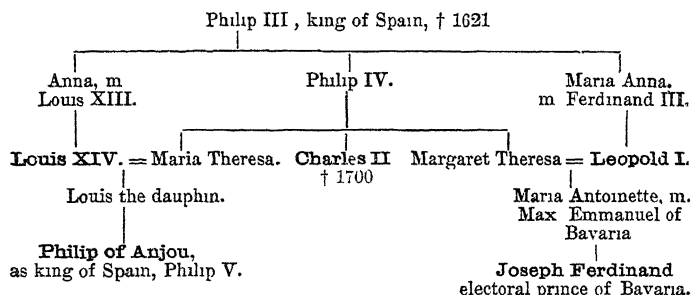 Philip III, king of Spain, † 1621
Anna, m
Louis XIII.
Philip IV.
Maria Anna.
m Ferdinand III.
Louis XIV. = Maria Theresa. Charles II Margaret Theresa = Leopold I.
† 1700
Louis the dauphin.
Maria Antoinette, m.
Max Emmanuel of
Bavaria
Philip of Anjou,
as king of Spain, Philip V.
Joseph Ferdinand
electoral prince of Bavaria.